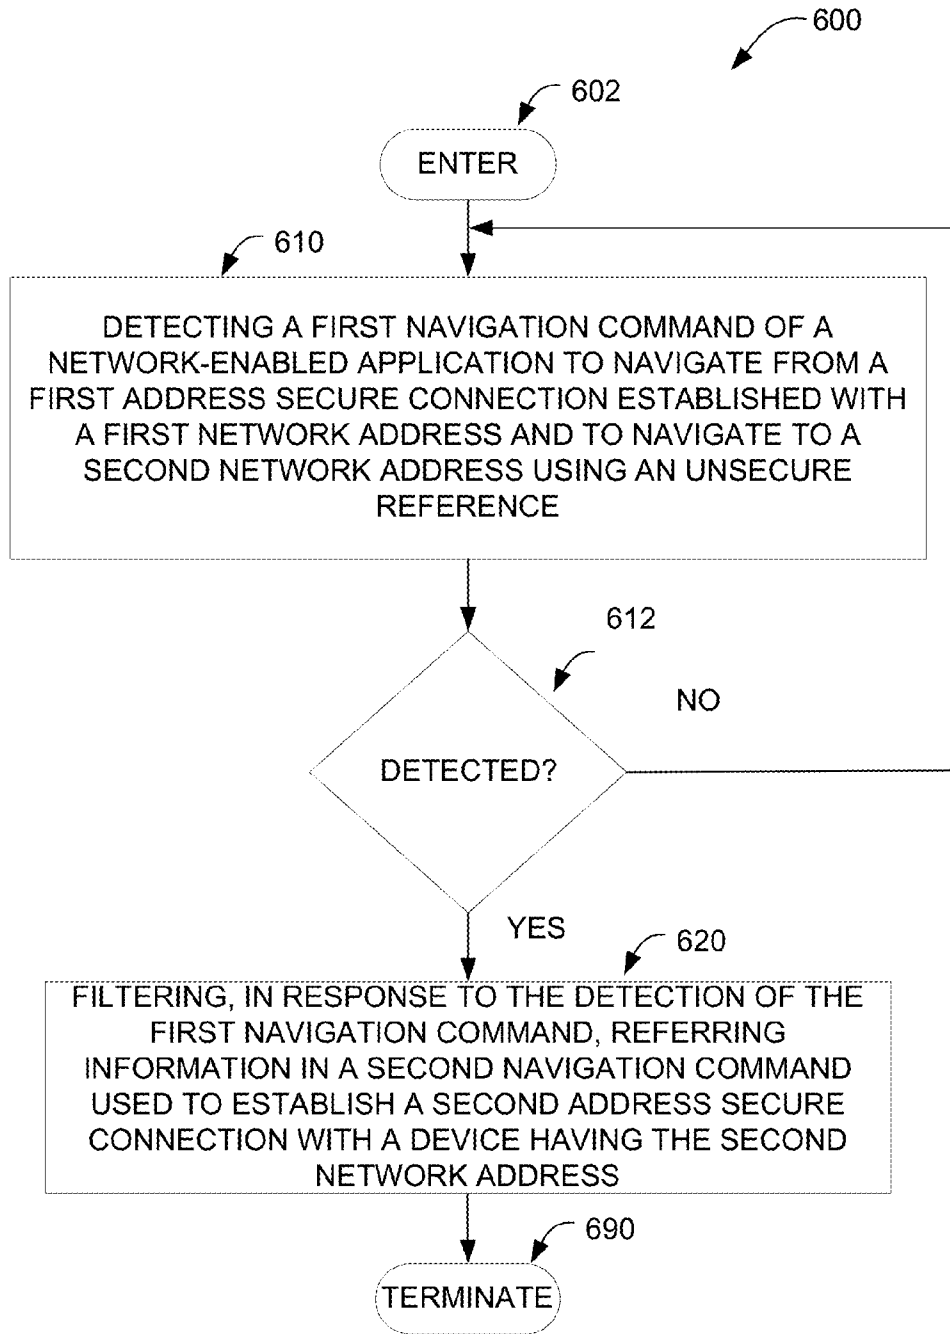 600
602
ENTER
610
DETECTING A FIRST NAVIGATION COMMAND OF A
NETWORK-ENABLED APPLICATION TO NAVIGATE FROM A
FIRST ADDRESS SECURE CONNECTION ESTABLISHED WITH
A FIRST NETWORK ADDRESS AND TO NAVIGATE TO A
SECOND NETWORK ADDRESS USING AN UNSECURE
REFERENCE
612
NO
DETECTED?
YES
620
FILTERING, IN RESPONSE TO THE DETECTION OF THE
FIRST NAVIGATION COMMAND, REFERRING
INFORMATION IN A SECOND NAVIGATION COMMAND
USED TO ESTABLISH A SECOND ADDRESS SECURE
CONNECTION WITH A DEVICE HAVING THE SECOND
NETWORK ADDRESS
690
TERMINATE